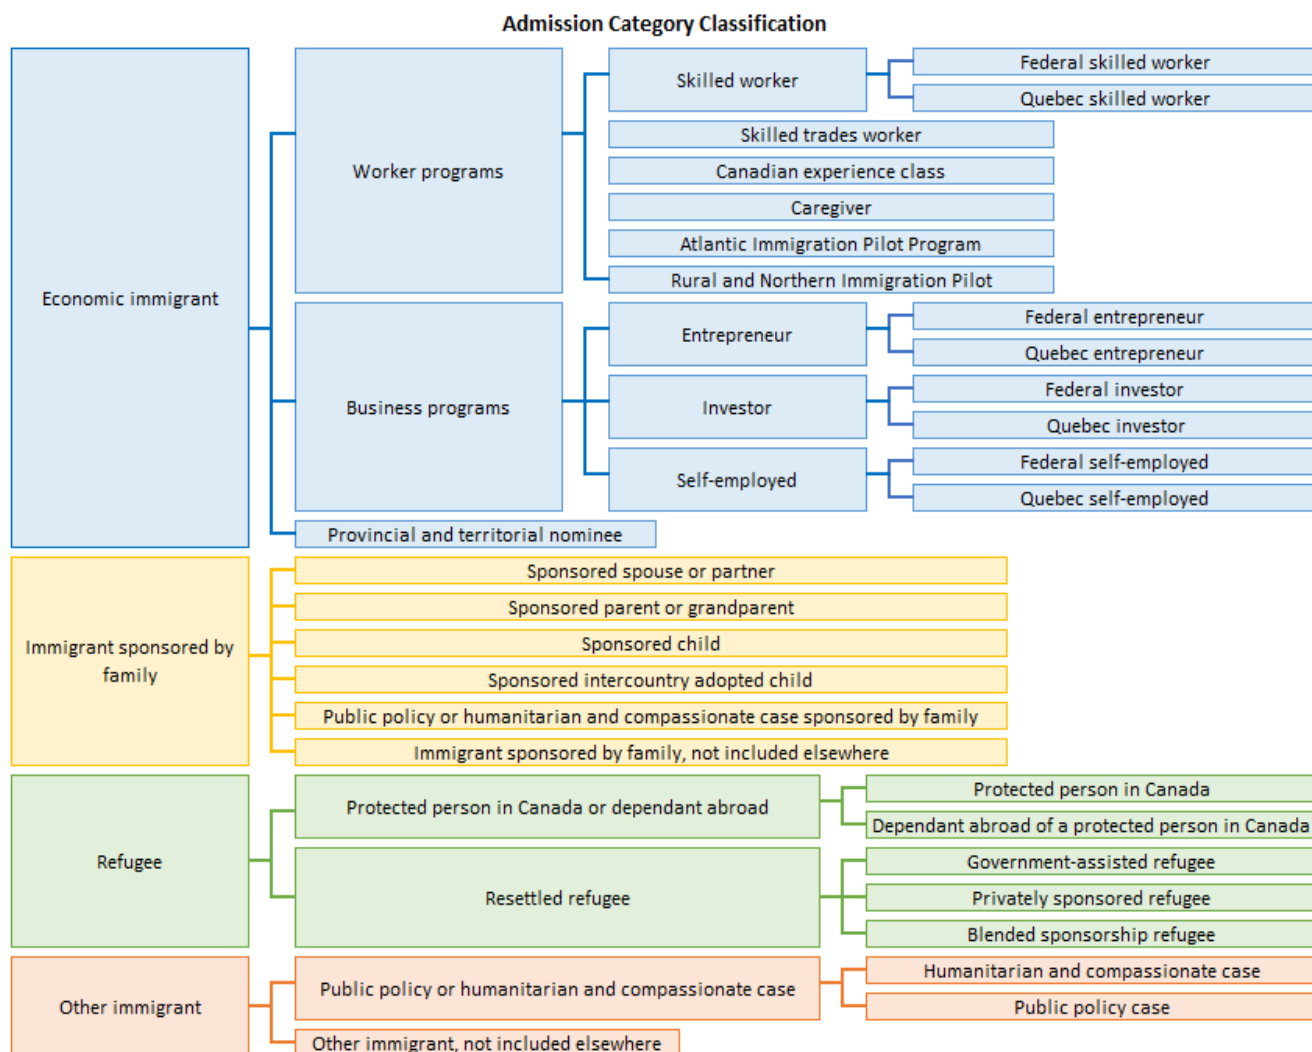 Admission Category Classification
Economic immigrant
Worker programs
Skilled worker
Federal skilled worker
Quebec skilled worker
Skilled trades worker
Canadian experience class
Caregiver
Atlantic Immigration Pilot Program
Rural and Northern Immigration Pilot
Business programs
Entrepreneur
Federal entrepreneur
Quebec entrepreneur
Investor
Federal investor
Quebec investor
Self-employed
Federal self-employed
Quebec self-employed
Provincial and territorial nominee
Immigrant sponsored by
family
Sponsored spouse or partner
Sponsored parent or grandparent
Sponsored child
Sponsored intercountry adopted child
Public policy or humanitarian and compassionate case sponsored by family
Immigrant sponsored by family, not included elsewhere
Refugee
Protected person in Canada or dependant abroad
Protected person in Canada
Dependant abroad of a protected person in Canada
Resettled refugee
Government-assisted refugee
Privately sponsored refugee
Blended sponsorship refugee
Other immigrant
Public policy or humanitarian and compassionate case
Humanitarian and compassionate case
Public policy case
Other immigrant, not included elsewhere